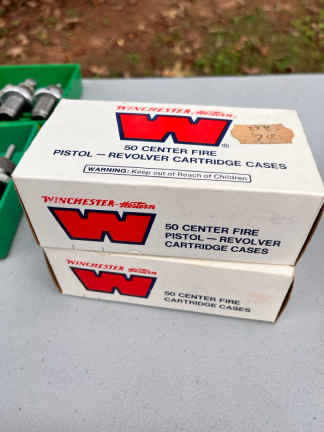 WINCHESTER-Western
W
®
50 CENTER FIRE
PISTOL — REVOLVER CARTRIDGE CASES
WARNING: Keep out of Reach of Children.
WINCHESTER-Western
W
50 CENTER FIRE
PISTOL — REVOLVER
CARTRIDGE CASES
WINCHESTER-Western
W
50 CENTER FIRE
CARTRIDGE CASES